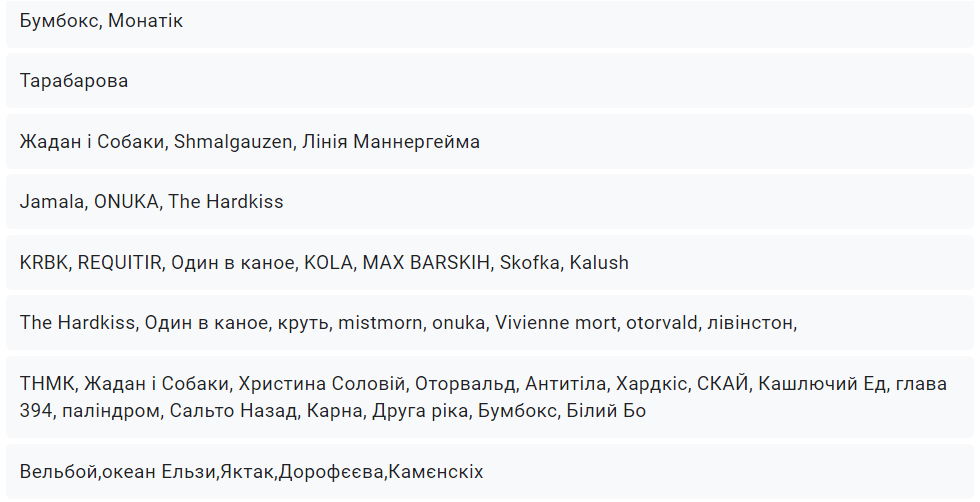 Бумбокс, Монатік
Тарабарова
Жадан і Собаки, Shmalgauzen, Лінія Маннергейма
Jamala, ONUKA, The Hardkiss
KRBK, REQUITIR, Один в каное, KOLA, MAX BARSKIH, Skofka, Kalush
The Hardkiss, Один в каное, круть, mistmorn, onuka, Vivienne mort, otorvald, лівінстон,
ТНМК, Жадан і Собаки, Христина Соловій, Оторвальд, Антитіла, Хардкіс, СКАЙ, Кашлючий Ед, глава
394, паліндром, Сальто Назад, Карна, Друга ріка, Бумбокс, Білий Бо
Вельбой,океан Ельзи,Яктак,Дорофєєва,Камєнскіх